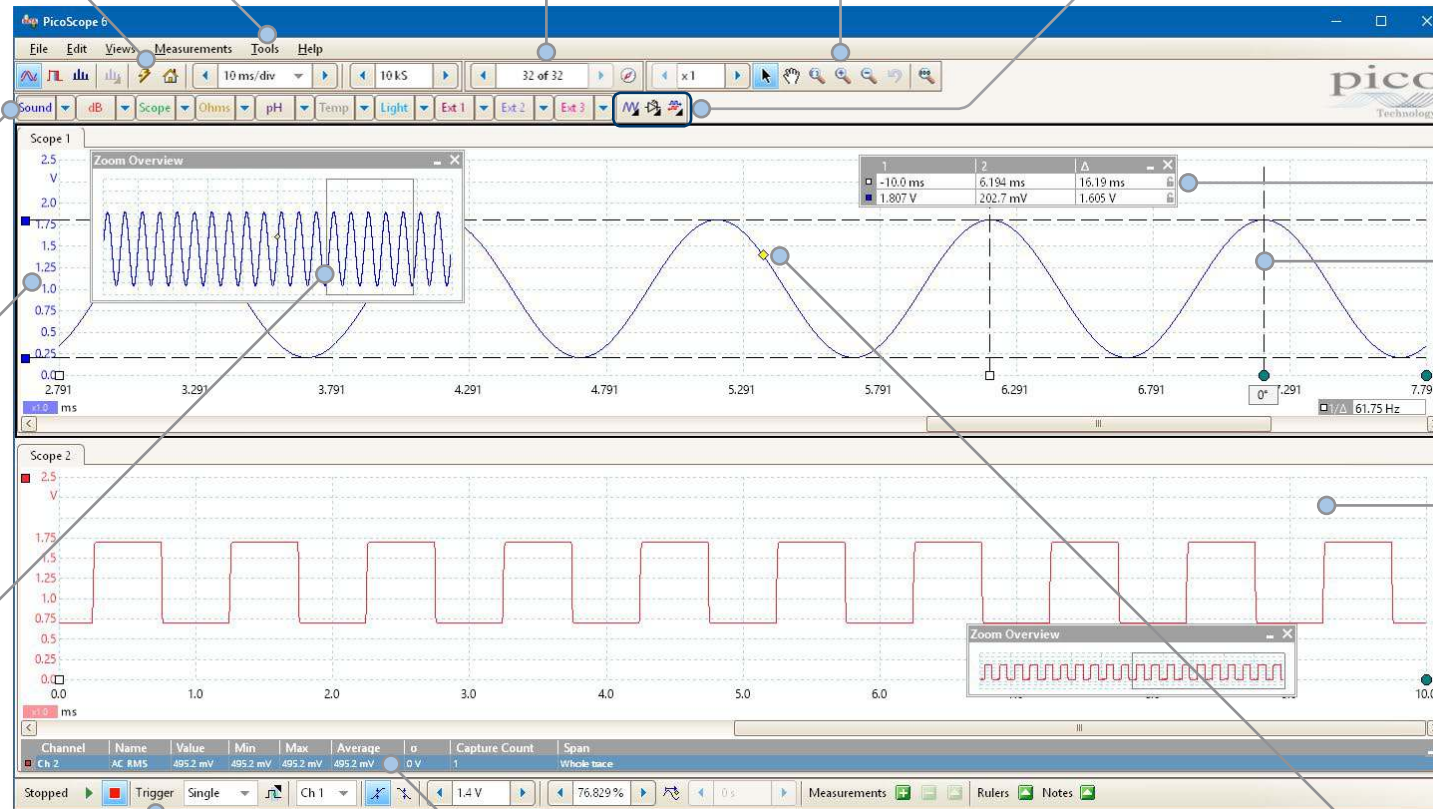 PicoScope 6
File Edit Views Measurements Tools Help
10 ms/div 10 kS 32 of 32 x1
pico
Technology
Sound dB Scope Ohms pH Temp Light Ext 1 Ext 2 Ext 3
Scope 1
Zoom Overview
1 2 Δ
-10.0 ms 6.194 ms 16.19 ms
1.807 V 202.7 mV 1.605 V
2.5
V
2.0
1.75
1.5
1.25
1.0
0.75
0.5
0.25
0.0
2.791 3.291 3.791 4.291 4.791 5.291 5.791 6.291 6.791 7.291 7.79
0°
x1.0 ms
1/Δ 61.75 Hz
Scope 2
2.5
V
1.75
1.5
1.25
1.0
0.75
0.5
0.25
0.0
Zoom Overview
0.0 1.0 2.0 3.0 4.0 5.0 6.0 10.0
x1.0 ms
Channel Name Value Min Max Average σ Capture Count Span
Ch 2 AC RMS 495.2 mV 495.2 mV 495.2 mV 495.2 mV 0 V 1 Whole trace
Stopped Trigger Single Ch 1 1.4 V 76.829 % 0 s Measurements Rulers Notes